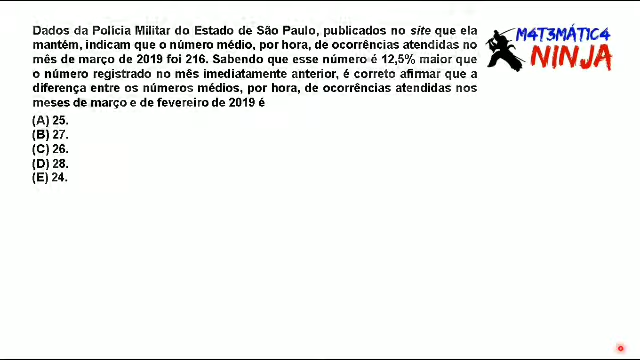 Dados da Polícia Militar do Estado de São Paulo, publicados no site que ela
mantém, indicam que o número médio, por hora, de ocorrências atendidas no
mês de março de 2019 foi 216. Sabendo que esse número é 12,5% maior que
o número registrado no mês imediatamente anterior, é correto afirmar que a
diferença entre os números médios, por hora, de ocorrências atendidas nos
meses de março e de fevereiro de 2019 é
(A) 25.
(B) 27.
(C) 26.
(D) 28.
(E) 24.
M4T3MÁTIC4
NINJA